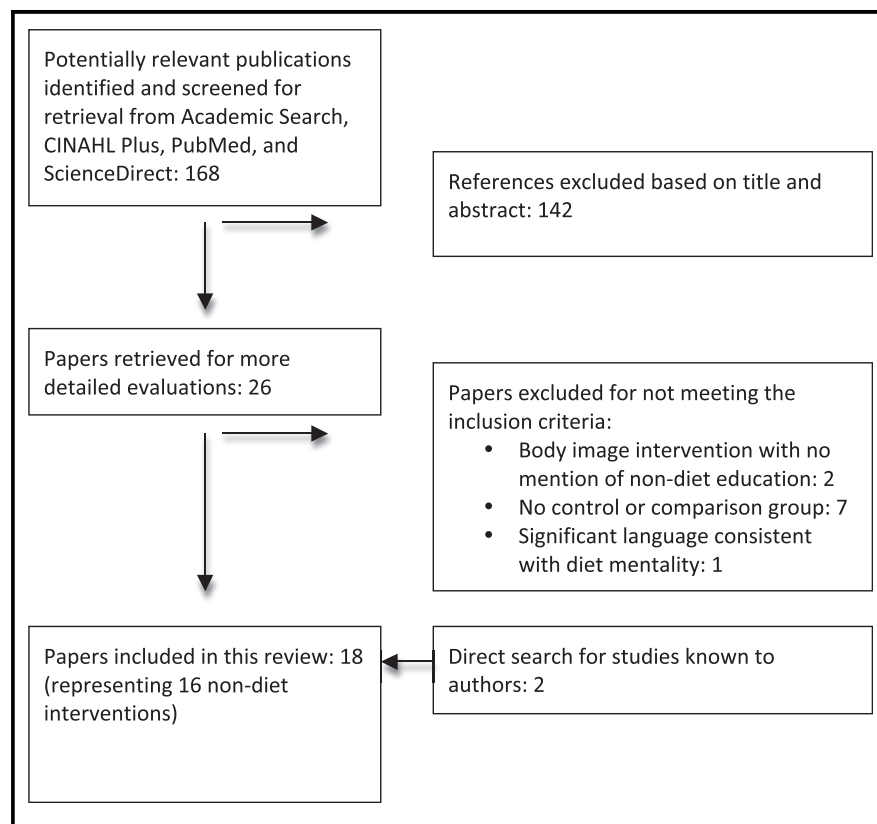 Potentially relevant publications
identified and screened for
retrieval from Academic Search,
CINAHL Plus, PubMed, and
ScienceDirect: 168
References excluded based on title and
abstract: 142
Papers retrieved for more
detailed evaluations: 26
Papers excluded for not meeting the
inclusion criteria:
• Body image intervention with no
mention of non-diet education: 2
• No control or comparison group: 7
• Significant language consistent
with diet mentality: 1
Papers included in this review: 18
(representing 16 non-diet
interventions)
Direct search for studies known to
authors: 2